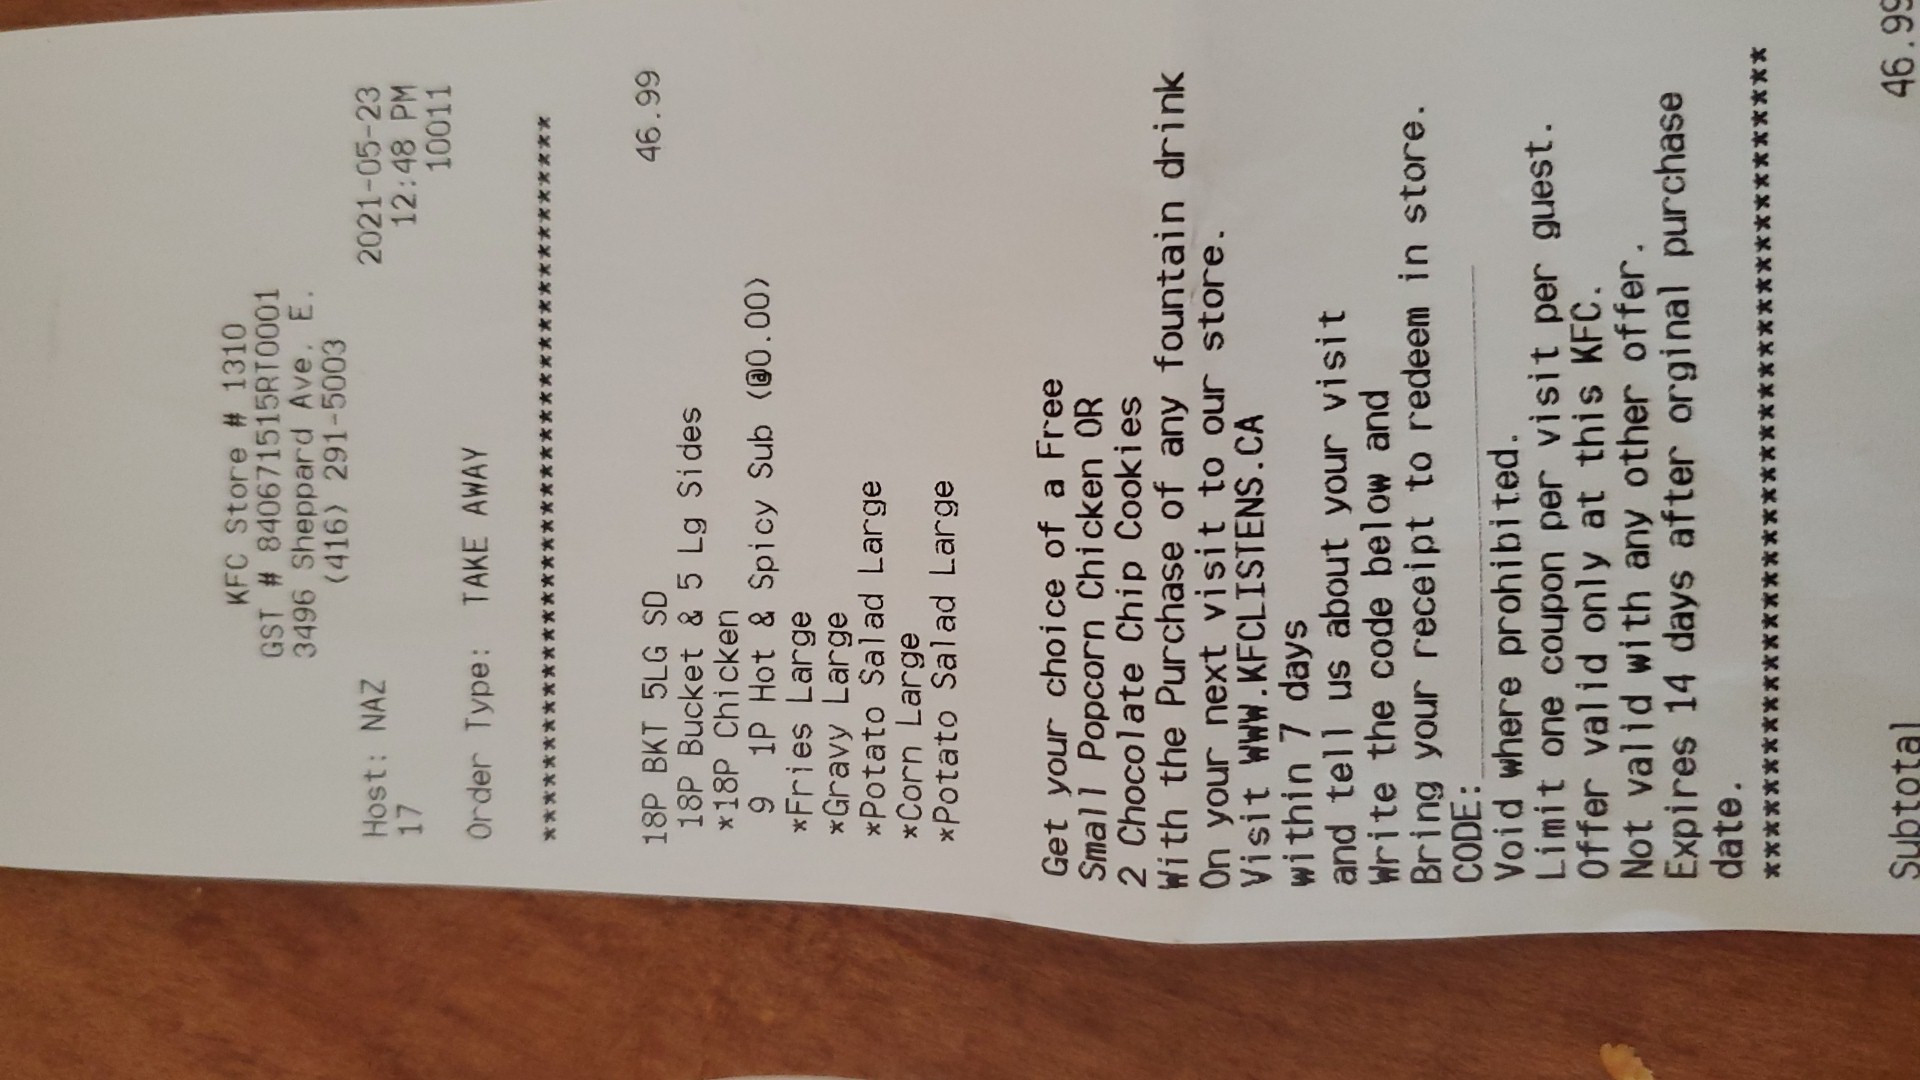 KFC Store # 1310
GST # 840671515RT0001
3496 Sheppard Ave. E.
(416) 291-5003
Host: NAZ 2021-05-23
17 12:48 PM
10011
Order Type: TAKE AWAY
****************************************
18P BKT 5LG SD 46.99
18P Bucket & 5 Lg Sides
*18P Chicken
9 1P Hot & Spicy Sub (@0.00)
*Fries Large
*Gravy Large
*Potato Salad Large
*Corn Large
*Potato Salad Large
Get your choice of a Free
Small Popcorn Chicken OR
2 Chocolate Chip Cookies
With the Purchase of any fountain drink
On your next visit to our store.
Visit WWW.KFCLISTENS.CA
within 7 days
and tell us about your visit
Write the code below and
Bring your receipt to redeem in store.
CODE:____________________
Void where prohibited.
Limit one coupon per visit per guest.
Offer valid only at this KFC.
Not valid with any other offer.
Expires 14 days after orginal purchase
date.
****************************************
Subtotal 46.99